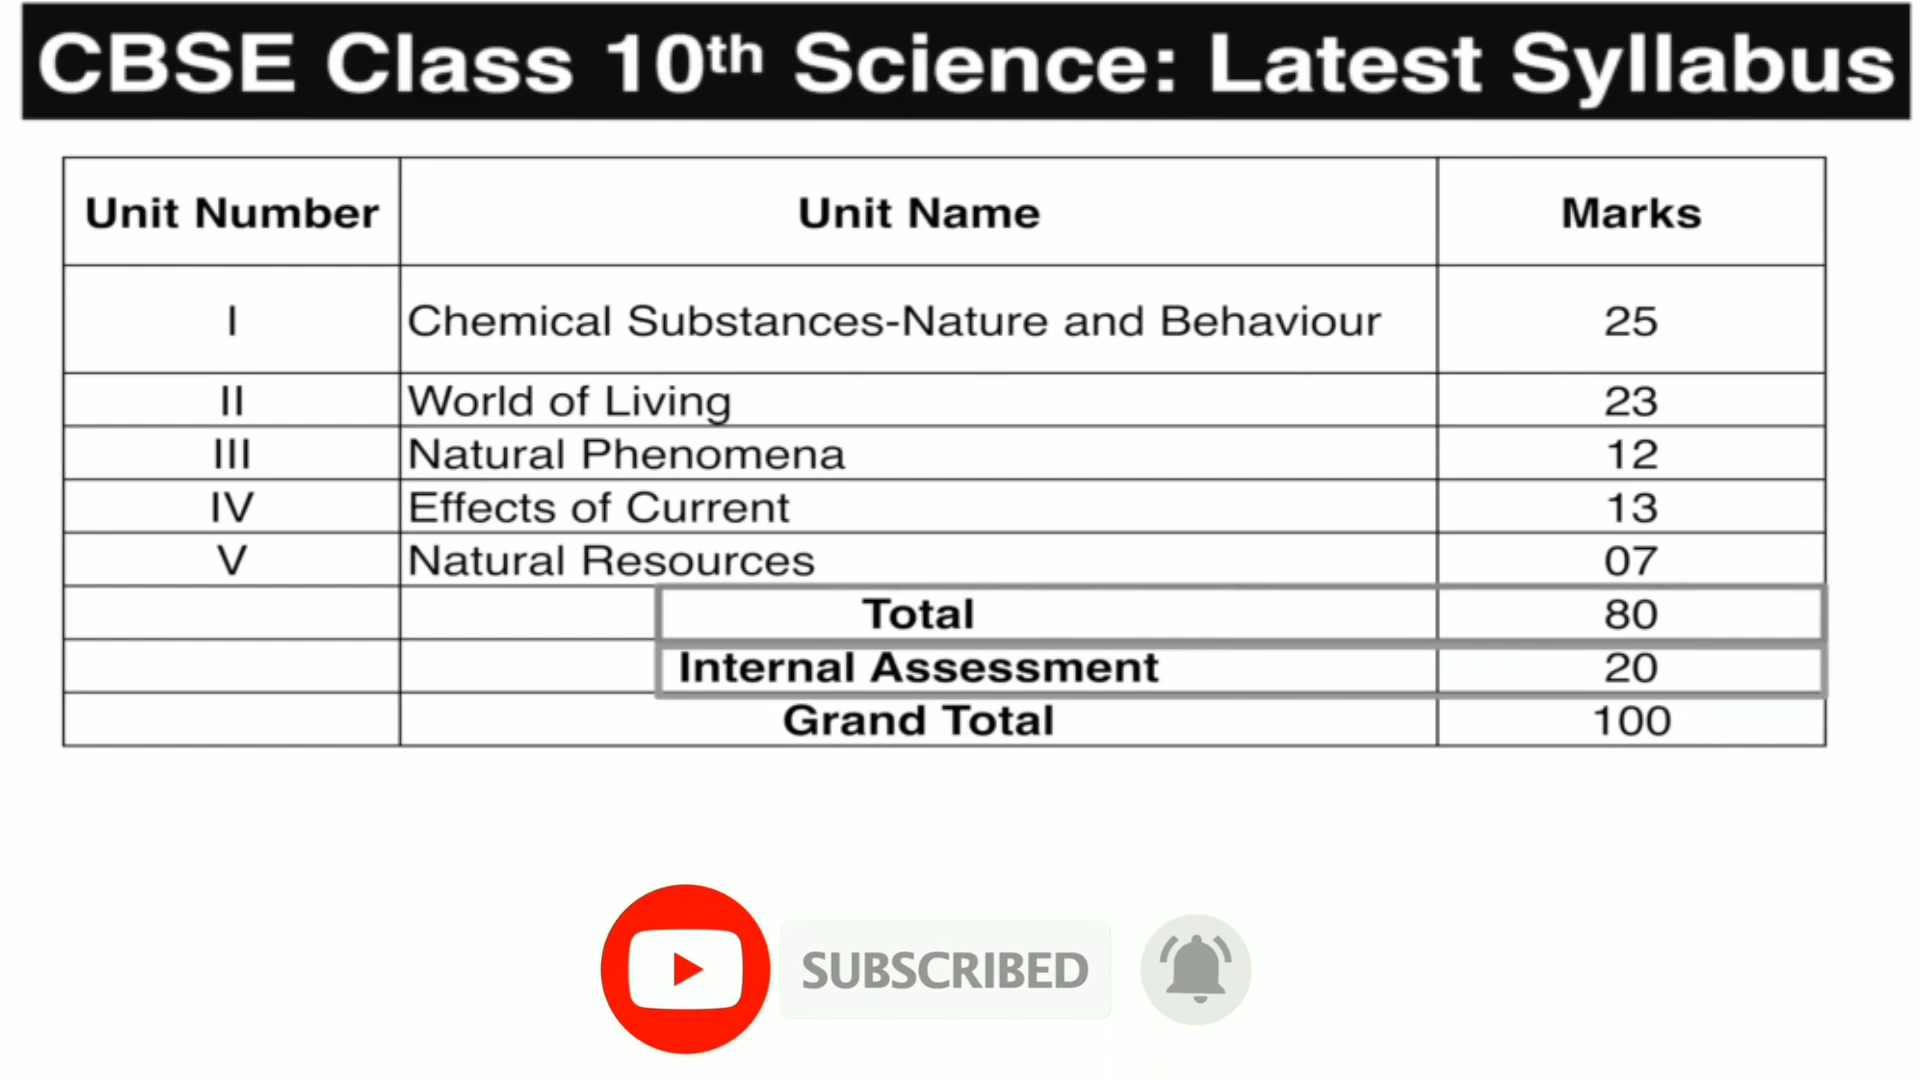 CBSE Class 10th Science: Latest Syllabus
Unit Number Unit Name Marks
I Chemical Substances-Nature and Behaviour 25
II World of Living 23
III Natural Phenomena 12
IV Effects of Current 13
V Natural Resources 07
Total 80
Internal Assessment 20
Grand Total 100
SUBSCRIBED